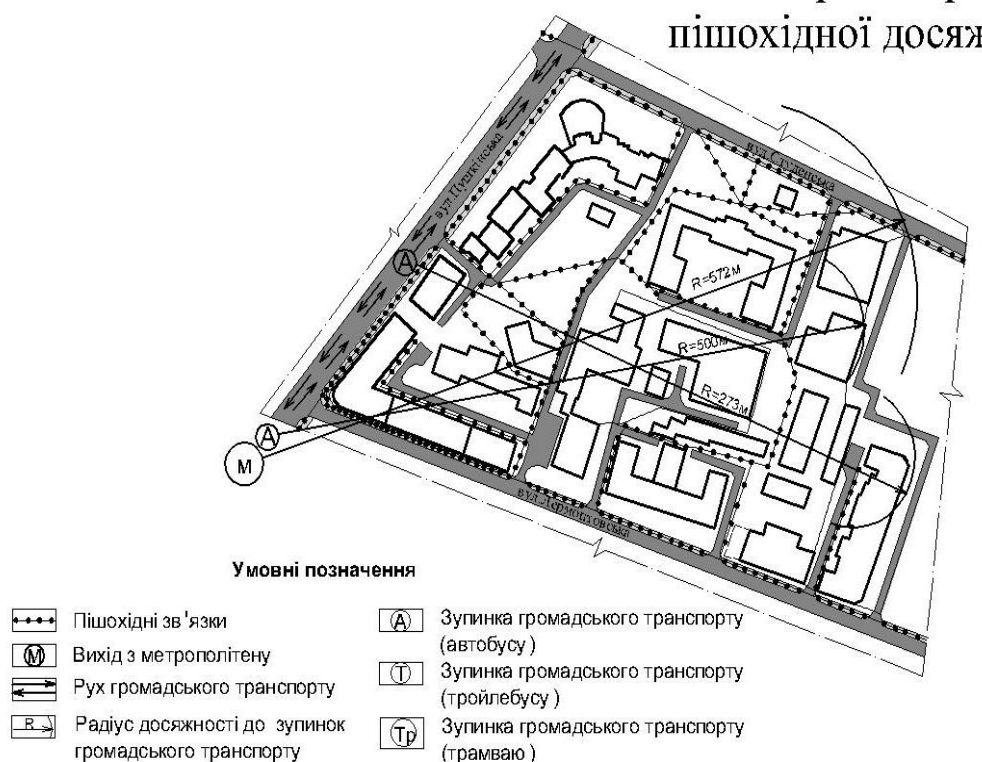 пішохідної досяж
вул.Пушкінська
вул.Студенська
А
R=572м
R=500м
R=273м
А
М
вул.Лермонтовська
Умовні позначення
Пішохідні зв'язки
М Вихід з метрополітену
Рух громадського транспорту
R Радіус досяжності до зупинок
громадського транспорту
А Зупинка громадського транспорту
(автобусу)
Т Зупинка громадського транспорту
(тройлебусу)
Тр Зупинка громадського транспорту
(трамваю)